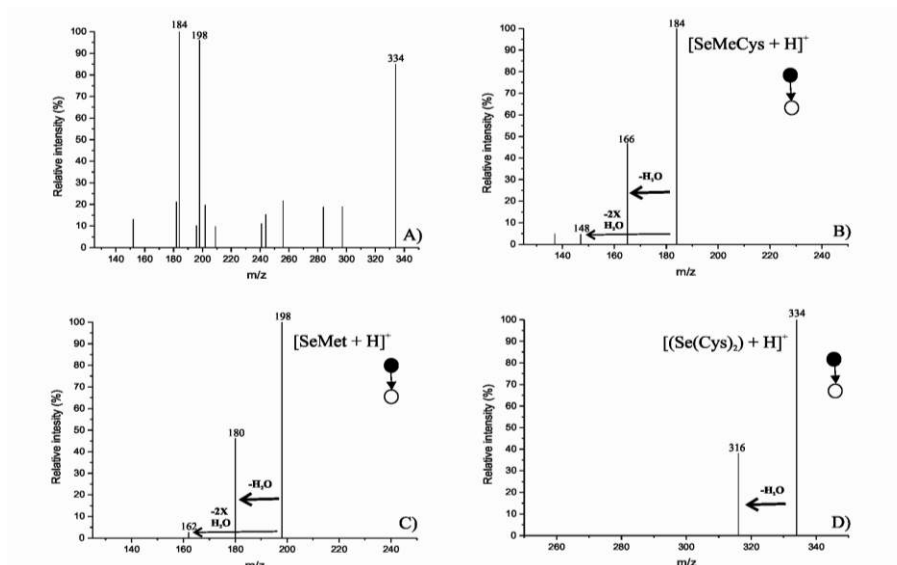 184
198
334
100
90
80
70
60
50
40
30
20
10
0
Relative intensity (%)
140 160 180 200 220 240 260 280 300 320 340
m/z
A)
184
[SeMeCys + H]⁺
166
-H₂O
-2X
H₂O
148
100
90
80
70
60
50
40
30
20
10
0
Relative intensity (%)
140 160 180 200 220 240
m/z
B)
198
[SeMet + H]⁺
180
-H₂O
-2X
H₂O
162
100
90
80
70
60
50
40
30
20
10
0
Relative intesity (%)
160 180 200 220 240
m/z
C)
334
[(Se(Cys)₂) + H]⁺
316
-H₂O
100
90
80
70
60
50
40
30
20
10
0
Relative intensity (%)
260 280 300 320 340
m/z
D)